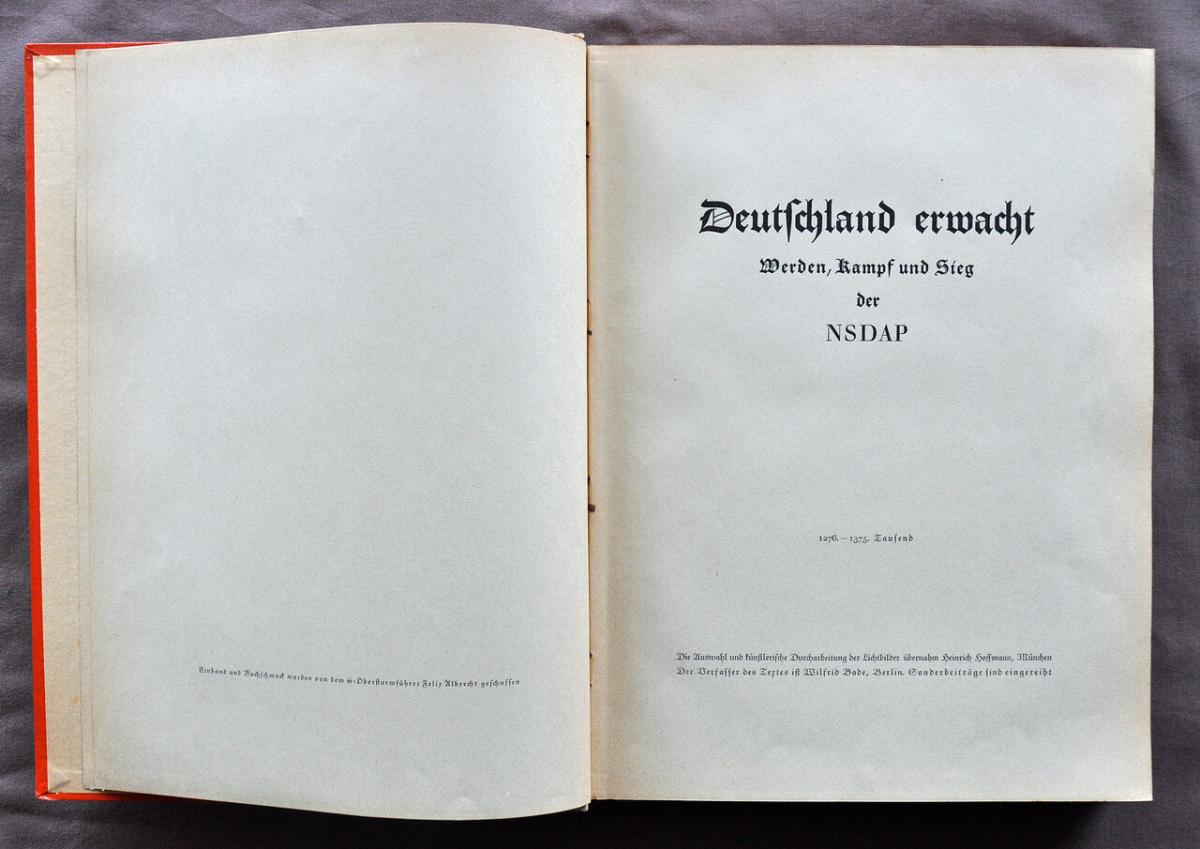 Einband und Buchschmuck wurden von dem SS-Obersturmführer Felix Albrecht geschaffen
Deutschland erwacht
Werden, Kampf und Sieg
der
NSDAP
1276.–1375. Tausend
Die Auswahl und künstlerische Durcharbeitung der Lichtbilder übernahm Heinrich Hoffmann, München
Der Verfasser des Textes ist Wilfrid Bade, Berlin. Sonderbeiträge sind eingereiht